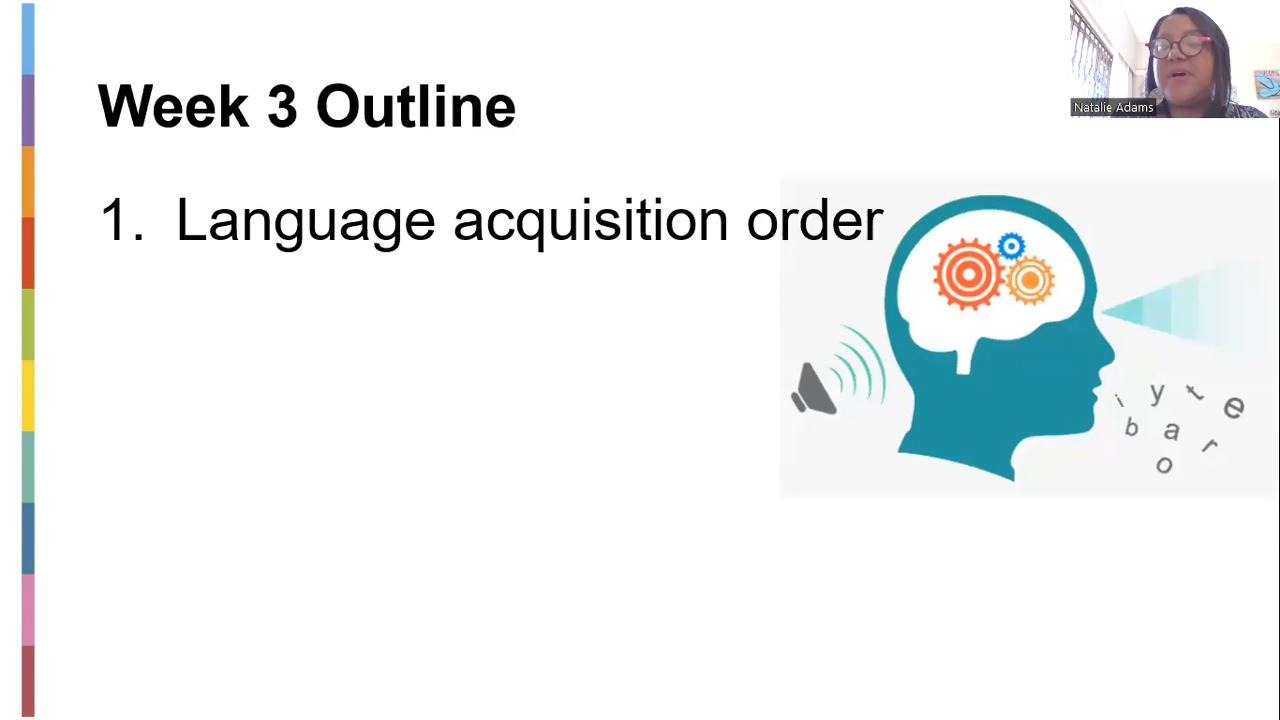 Week 3 Outline
Natalie Adams
1. Language acquisition order
i y t e
b a r
o